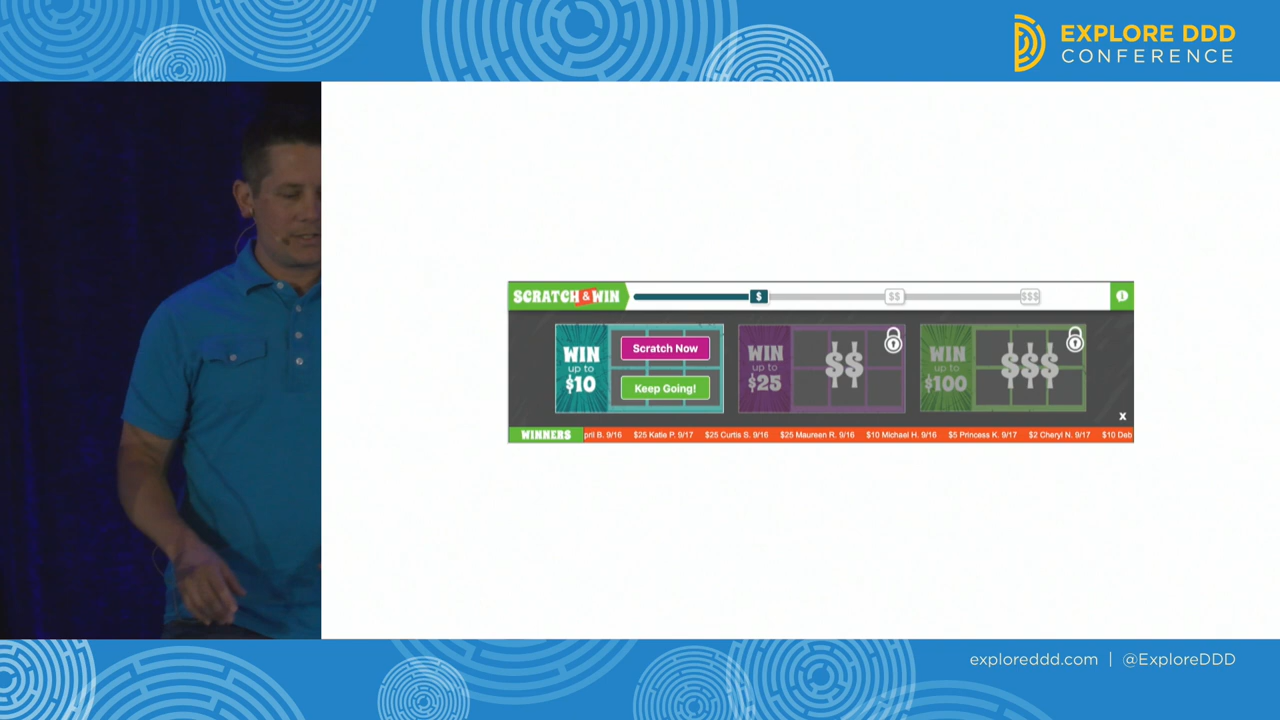 EXPLORE DDD
CONFERENCE
SCRATCH & WIN
$
$$
$$$
i
WIN
up to
$10
Scratch Now
Keep Going!
WIN
up to
$25
$$
WIN
up to
$100
$$$
X
WINNERS
pril B. 9/16 $25 Katie P. 9/17 $25 Curtis S. 9/16 $25 Maureen R. 9/16 $10 Michael H. 9/16 $5 Princess K. 9/17 $2 Cheryl N. 9/17 $10 Deb
exploreddd.com | @ExploreDDD